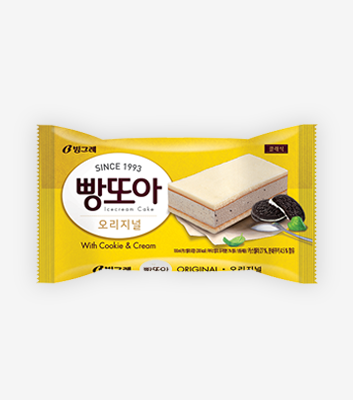 빙그레
클래식
SINCE 1993
빵또아
Icecream Cake
오리지널
With Cookie & Cream
빙그레 빵또아 ORIGINAL · 오리지널